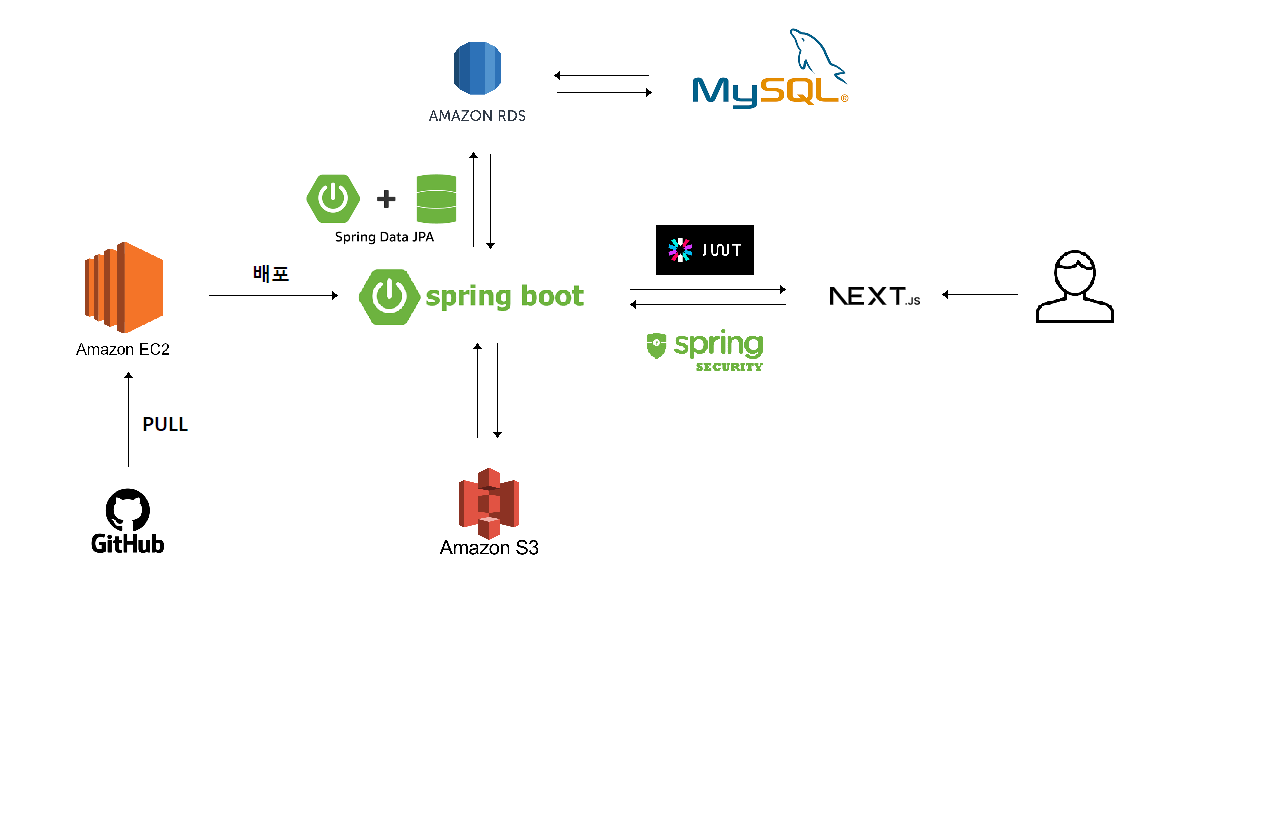 AMAZON RDS
MySQL®
Spring Data JPA
배포
spring boot
JWT
NEXT.JS
spring
SECURITY
Amazon EC2
PULL
GitHub
Amazon S3